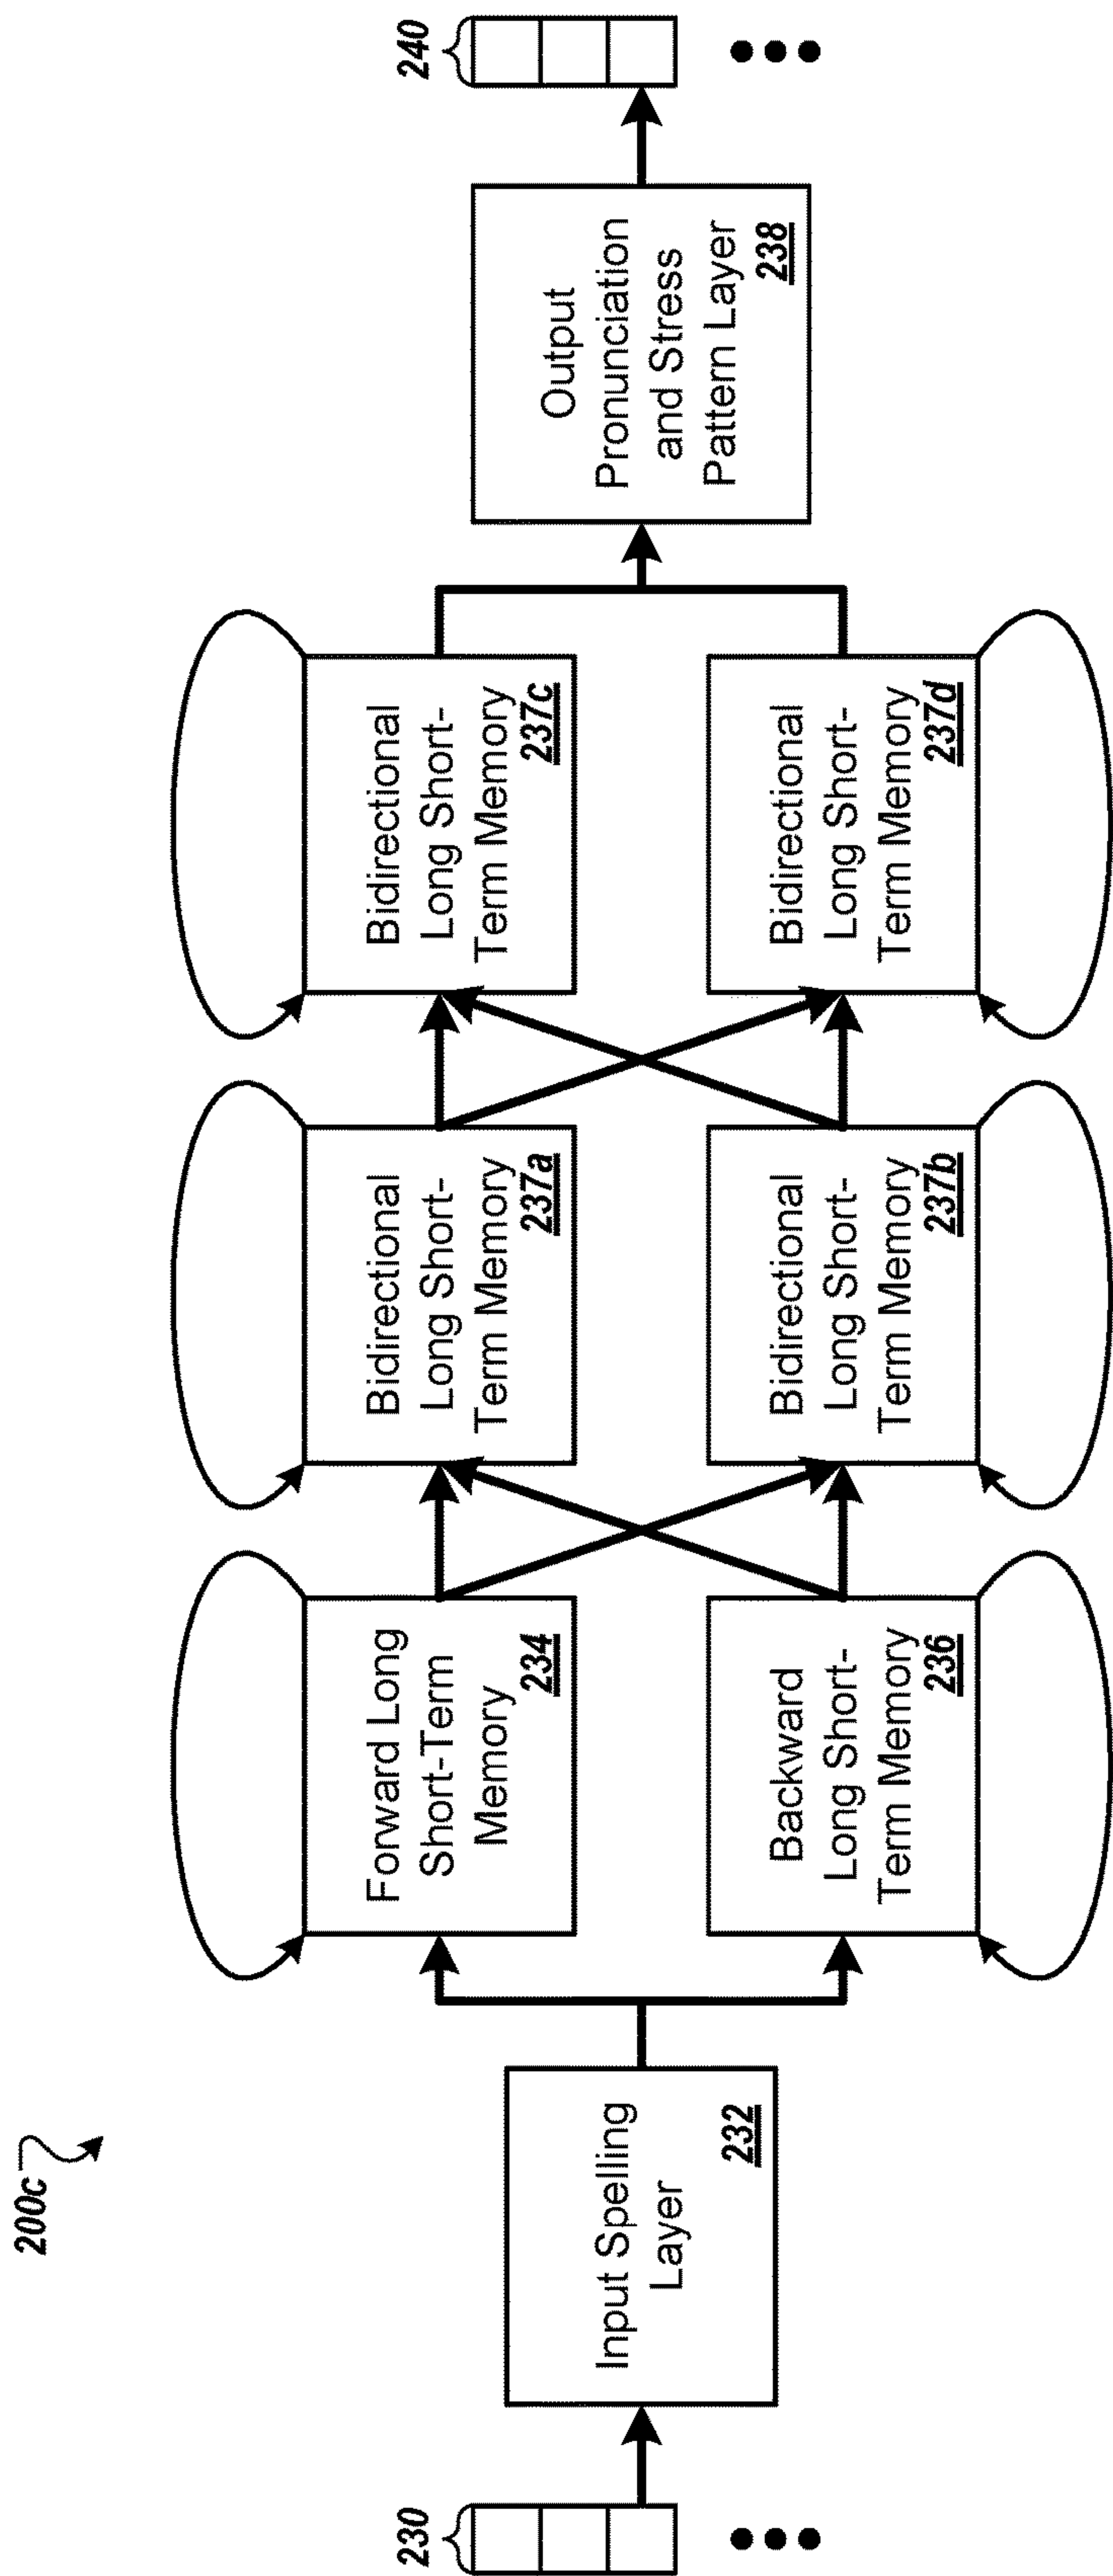 200c
230
Input Spelling
Layer
232
Forward Long
Short-Term
Memory
234
Backward
Long Short-
Term Memory
236
Bidirectional
Long Short-
Term Memory
237a
Bidirectional
Long Short-
Term Memory
237b
Bidirectional
Long Short-
Term Memory
237c
Bidirectional
Long Short-
Term Memory
237d
Output
Pronunciation
and Stress
Pattern Layer
238
240